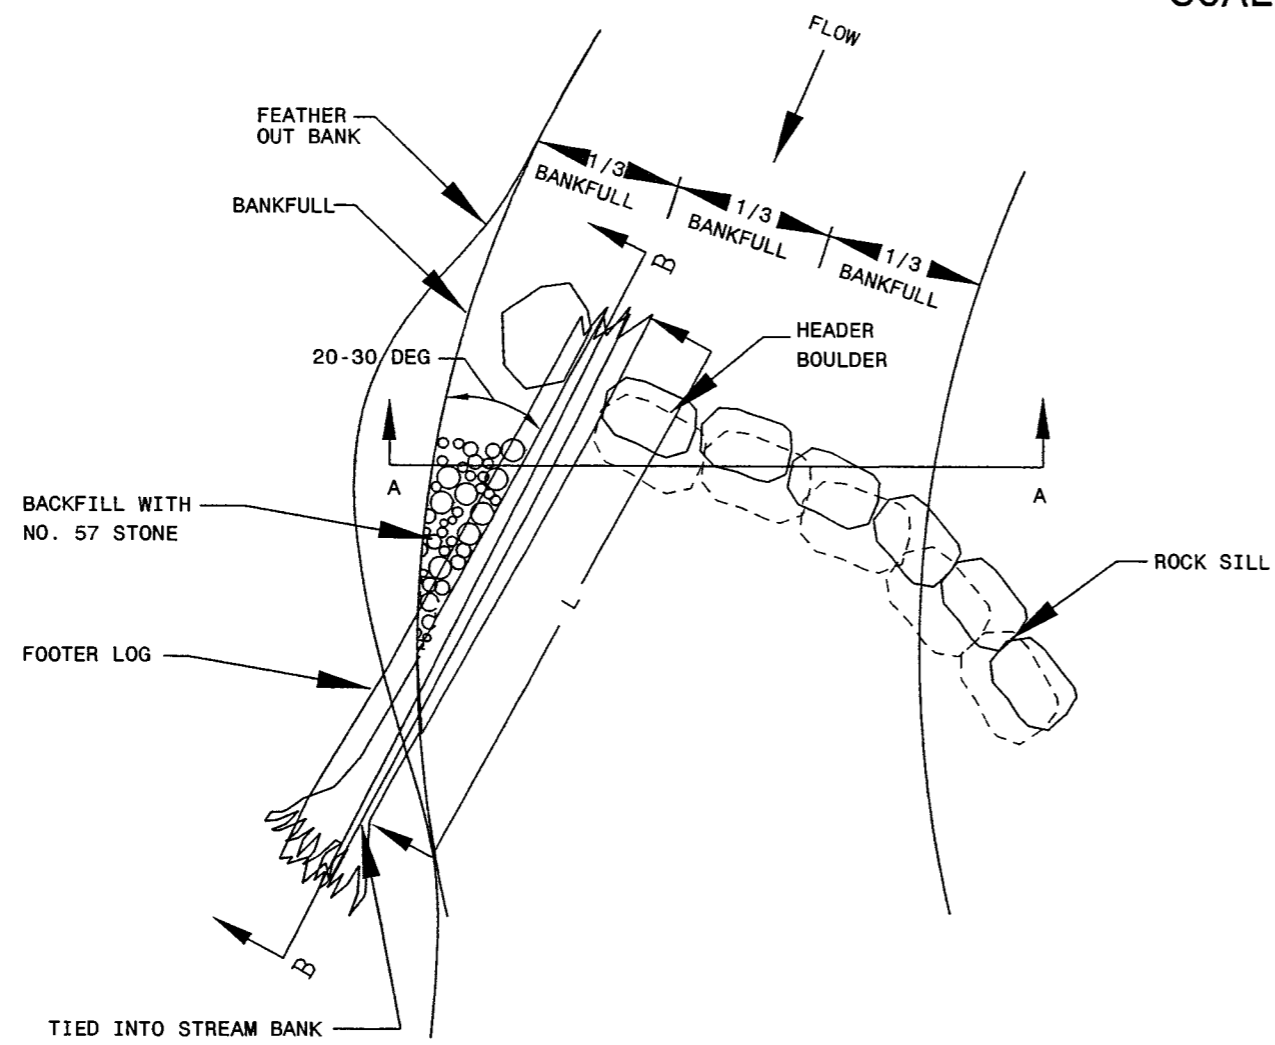 FLOW
FEATHER
OUT BANK
1/3
BANKFULL
BANKFULL
1/3
BANKFULL
1/3
BANKFULL
B
HEADER
BOULDER
20-30 DEG
A
A
BACKFILL WITH
NO. 57 STONE
ROCK SILL
L
FOOTER LOG
B
TIED INTO STREAM BANK